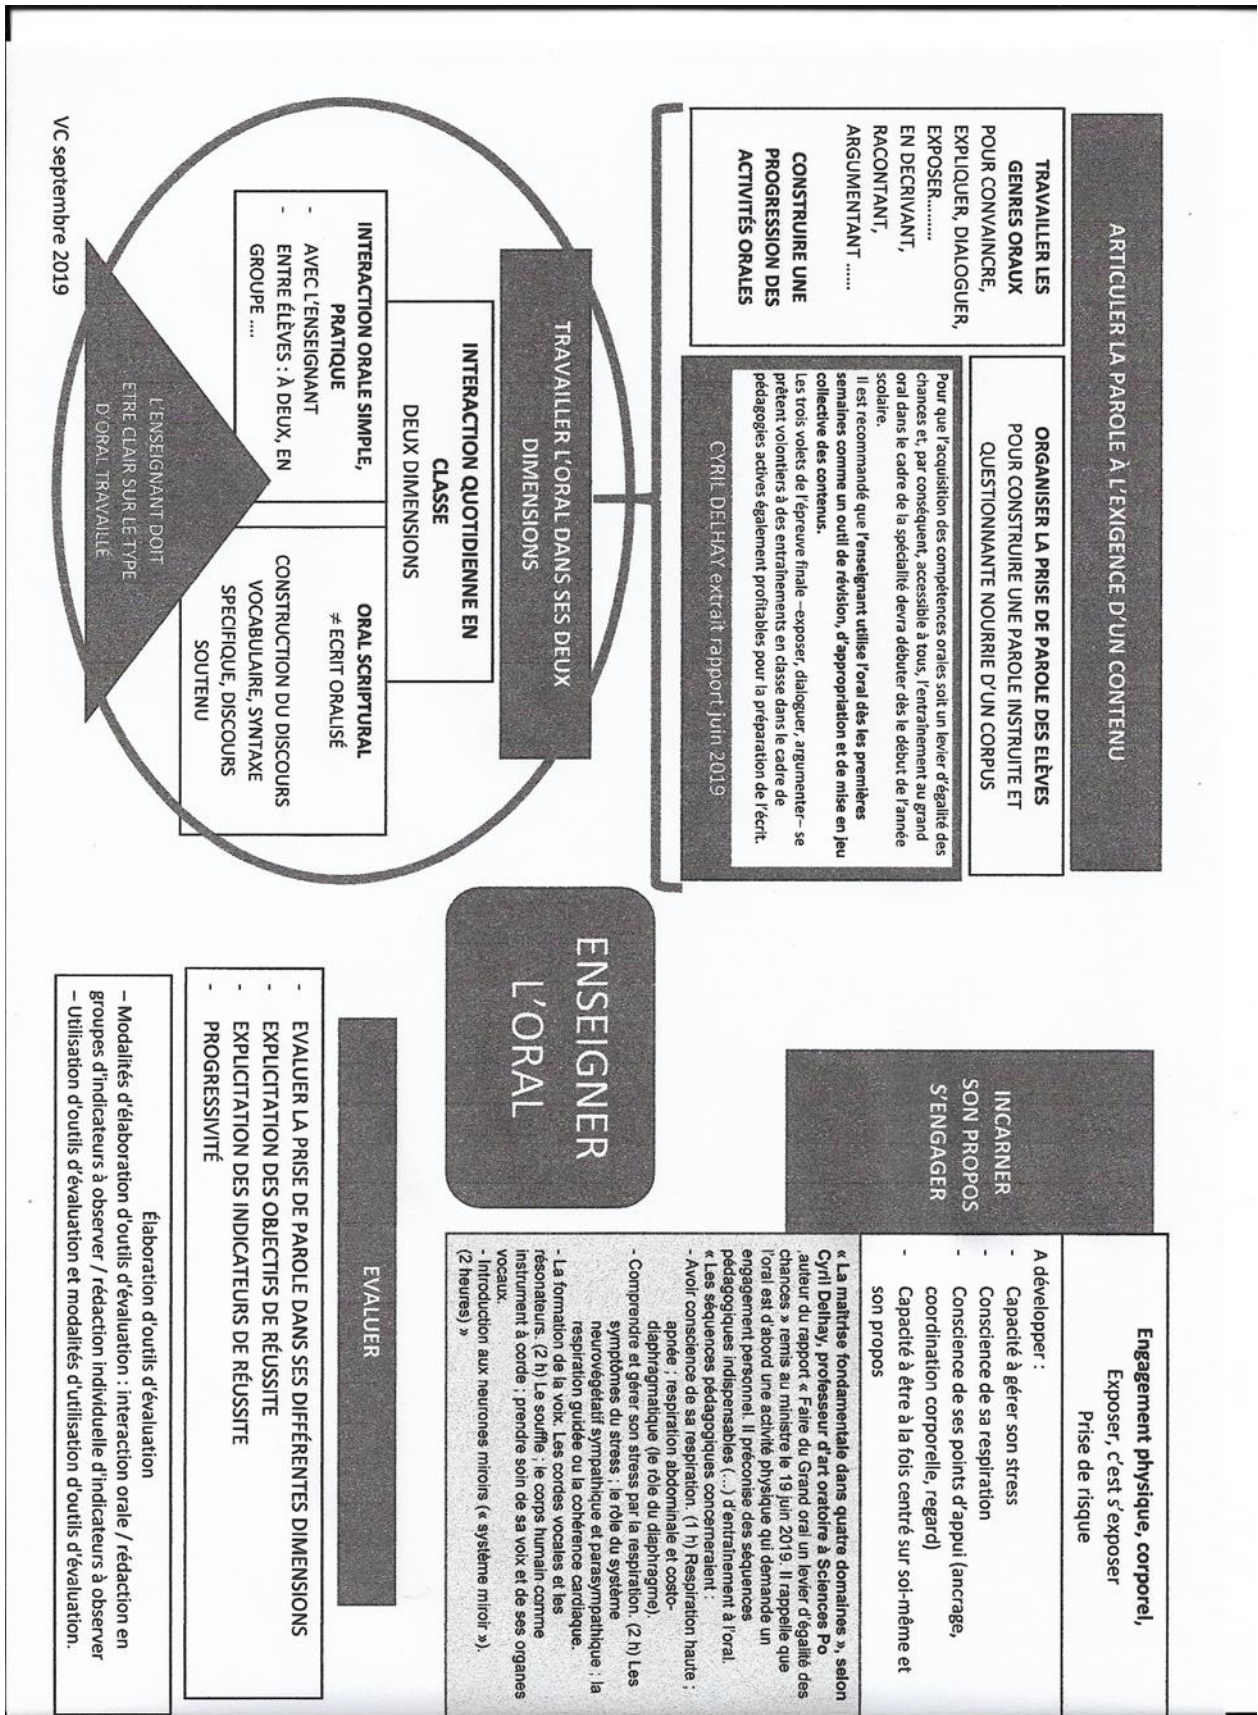 ARTICULER LA PAROLE À L'EXIGENCE D'UN CONTENU
TRAVAILLER LES
GENRES ORAUX
POUR CONVAINCRE,
EXPLIQUER, DIALOGUER,
EXPOSER.........
EN DECRIVANT,
RACONTANT,
ARGUMENTANT ......
CONSTRUIRE UNE
PROGRESSION DES
ACTIVITÉS ORALES
ORGANISER LA PRISE DE PAROLE DES ELÈVES
POUR CONSTRUIRE UNE PAROLE INSTRUITE ET
QUESTIONNANTE NOURRIE D'UN CORPUS
Pour que l'acquisition des compétences orales soit un levier d'égalité des
chances et, par conséquent, accessible à tous, l'entraînement au grand
oral dans le cadre de la spécialité devra débuter dès le début de l'année
scolaire.
Il est recommandé que l'enseignant utilise l'oral dès les premières
semaines comme un outil de révision, d'appropriation et de mise en jeu
collective des contenus.
Les trois volets de l'épreuve finale –exposer, dialoguer, argumenter– se
prêtent volontiers à des entraînements en classe dans le cadre de
pédagogies actives également profitables pour la préparation de l'écrit.
CYRIL DELHAY extrait rapport juin 2019
TRAVAILLER L'ORAL DANS SES DEUX
DIMENSIONS
INTERACTION QUOTIDIENNE EN
CLASSE
DEUX DIMENSIONS
INTERACTION ORALE SIMPLE,
PRATIQUE
- AVEC L'ENSEIGNANT
- ENTRE ÉLÈVES : À DEUX, EN
GROUPE ....
ORAL SCRIPTURAL
≠ ECRIT ORALISÉ
CONSTRUCTION DU DISCOURS
VOCABULAIRE, SYNTAXE
SPECIFIQUE, DISCOURS
SOUTENU
L'ENSEIGNANT DOIT
ETRE CLAIR SUR LE TYPE
D'ORAL TRAVAILLÉ
VC septembre 2019
ENSEIGNER
L'ORAL
INCARNER
SON PROPOS
S'ENGAGER
Engagement physique, corporel,
Exposer, c'est s'exposer
Prise de risque
A développer :
- Capacité à gérer son stress
- Conscience de sa respiration
- Conscience de ses points d'appui (ancrage,
coordination corporelle, regard)
- Capacité à être à la fois centré sur soi-même et
son propos
« La maîtrise fondamentale dans quatre domaines », selon
Cyril Delhay, professeur d'art oratoire à Sciences Po
,auteur du rapport « Faire du Grand oral un levier d'égalité des
chances » remis au ministre le 19 juin 2019. Il rappelle que
l'oral est d'abord une activité physique qui demande un
engagement personnel. Il préconise des séquences
pédagogiques indispensables (...) d'entraînement à l'oral.
« Les séquences pédagogiques concerneraient :
- Avoir conscience de sa respiration. (1 h) Respiration haute ;
apnée ; respiration abdominale et costo-
diaphragmatique (le rôle du diaphragme).
- Comprendre et gérer son stress par la respiration. (2 h) Les
symptômes du stress ; le rôle du système
neurovégétatif sympathique et parasympathique ; la
respiration guidée ou la cohérence cardiaque.
- La formation de la voix. Les cordes vocales et les
résonateurs. (2 h) Le souffle ; le corps humain comme
instrument à corde ; prendre soin de sa voix et de ses organes
vocaux.
- Introduction aux neurones miroirs (« système miroir »).
(2 heures) »
EVALUER
- EVALUER LA PRISE DE PAROLE DANS SES DIFFÉRENTES DIMENSIONS
- EXPLICITATION DES OBJECTIFS DE RÉUSSITE
- EXPLICITATION DES INDICATEURS DE RÉUSSITE
- PROGRESSIVITÉ
Élaboration d'outils d'évaluation
– Modalités d'élaboration d'outils d'évaluation : interaction orale / rédaction en
groupes d'indicateurs à observer / rédaction individuelle d'indicateurs à observer
– Utilisation d'outils d'évaluation et modalités d'utilisation d'outils d'évaluation.